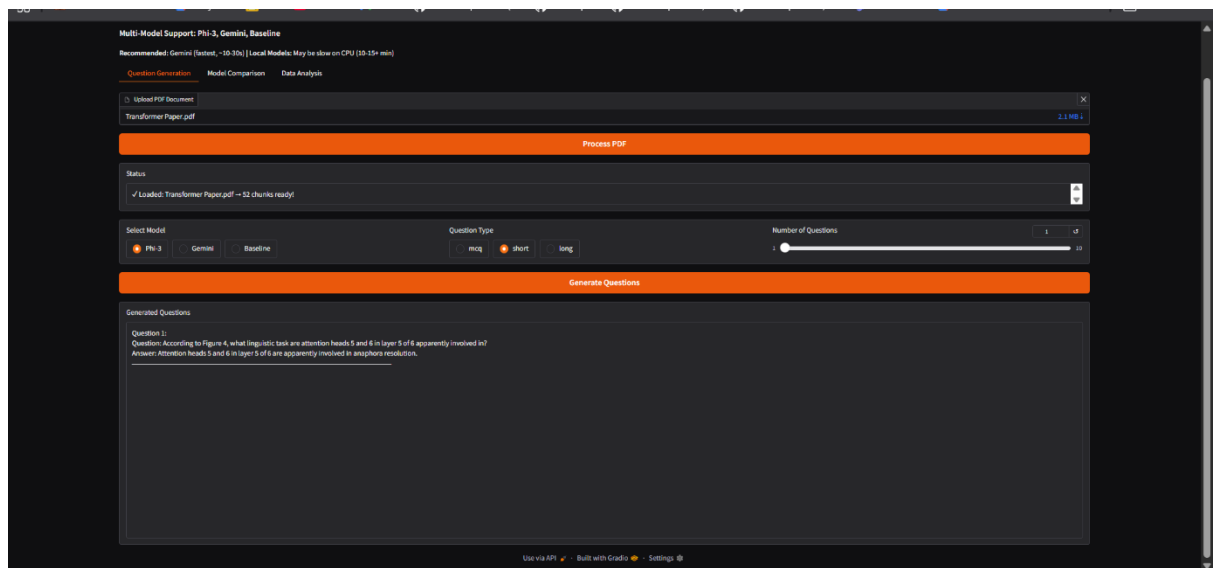 Multi-Model Support: Phi-3, Gemini, Baseline
Recommended: Gemini (fastest, ~10-30s) | Local Models: May be slow on CPU (10-15+ min)
Question Generation Model Comparison Data Analysis
Upload PDF Document
Transformer Paper.pdf 2.1 MB ↓
Process PDF
Status
✓ Loaded: Transformer Paper.pdf → 52 chunks ready!
Select Model Question Type Number of Questions 1
Phi-3 Gemini Baseline mcq short long 1 10
Generate Questions
Generated Questions
Question 1:
Question: According to Figure 4, what linguistic task are attention heads 5 and 6 in layer 5 of 6 apparently involved in?
Answer: Attention heads 5 and 6 in layer 5 of 6 are apparently involved in anaphora resolution.
Use via API · Built with Gradio · Settings